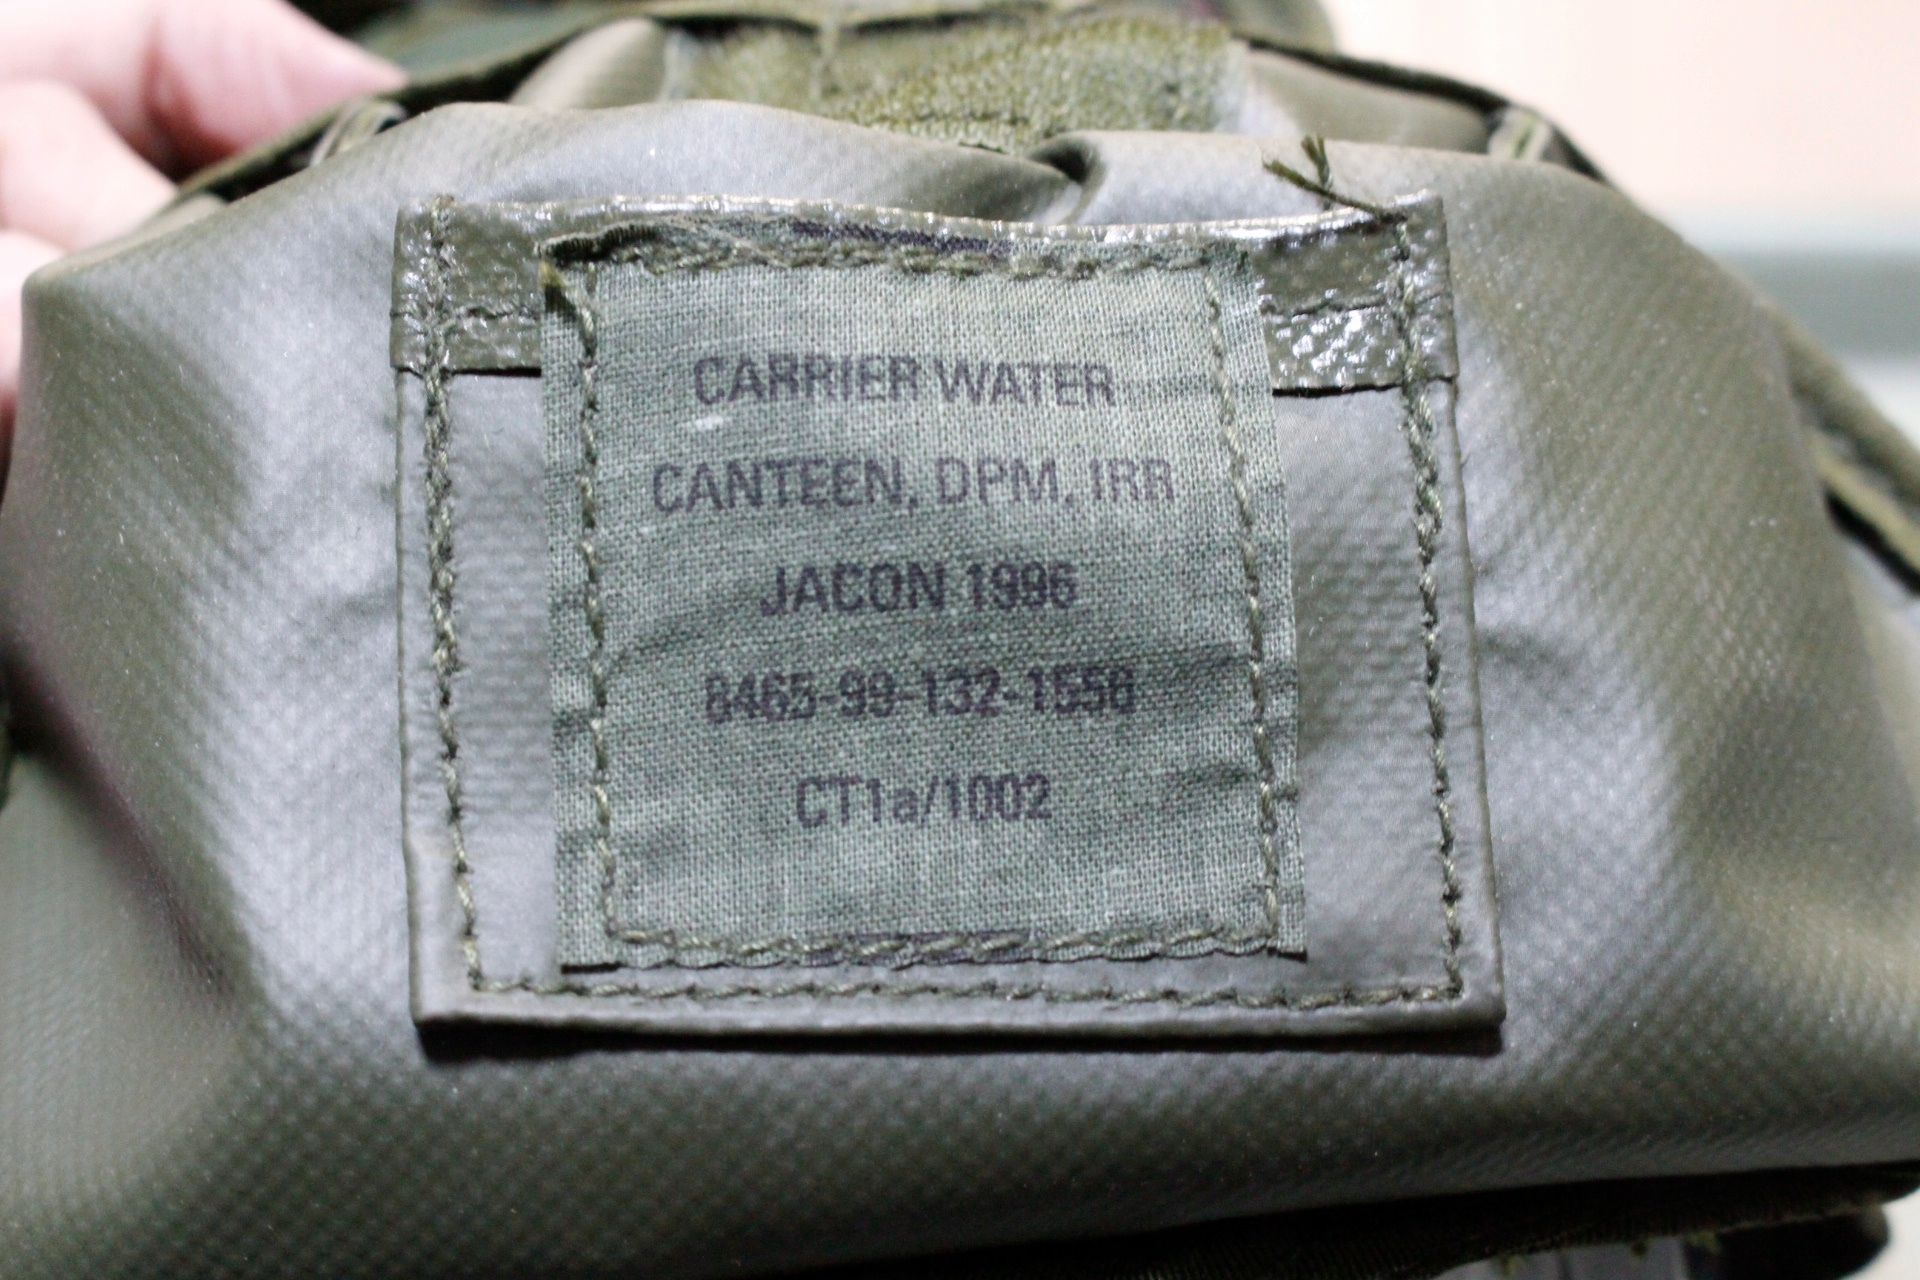 CARRIER WATER
CANTEEN, DPM, IRR
JACON 1996
8465-99-132-1556
CT1a/1002